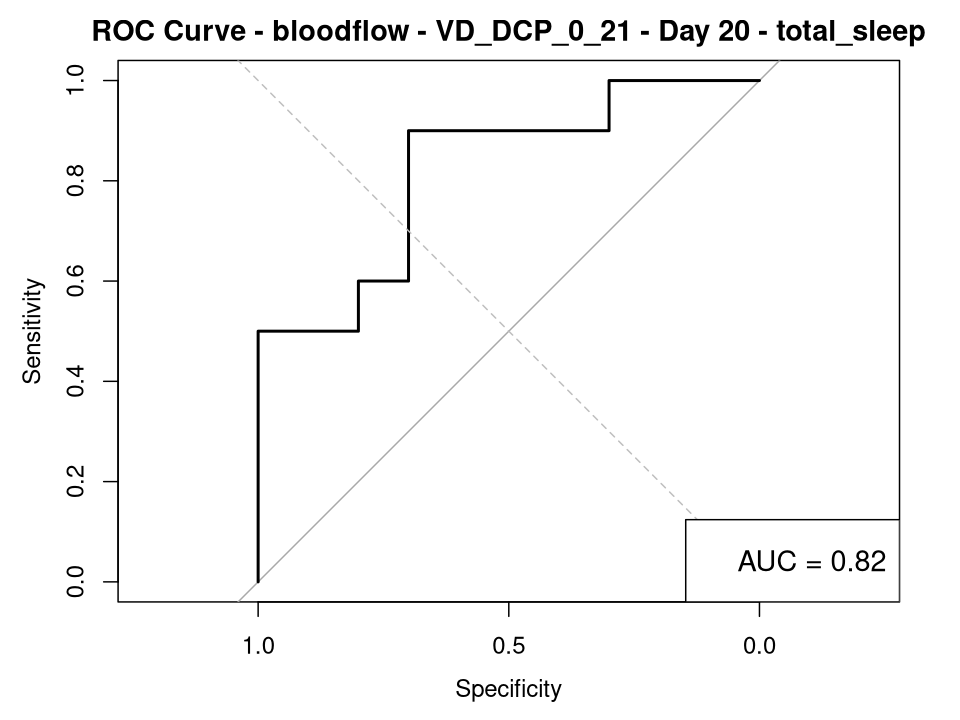 ROC Curve - bloodflow - VD_DCP_0_21 - Day 20 - total_sleep
1.0
0.8
0.6
0.4
0.2
0.0
Sensitivity
AUC = 0.82
1.0 0.5 0.0
Specificity